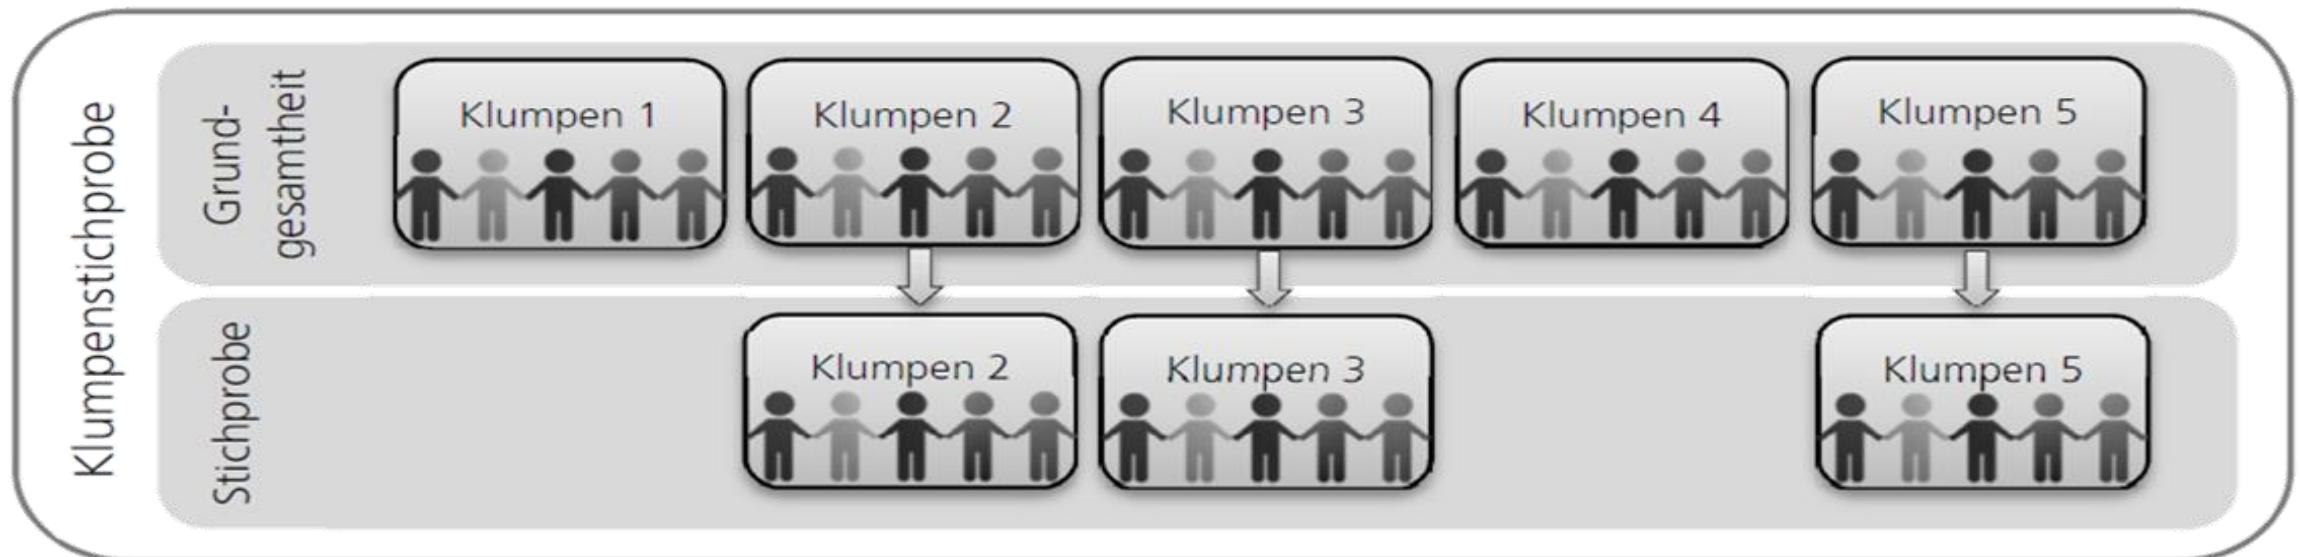 Klumpenstichprobe
Grund-
gesamtheit
Klumpen 1
Klumpen 2
Klumpen 3
Klumpen 4
Klumpen 5
Stichprobe
Klumpen 2
Klumpen 3
Klumpen 5